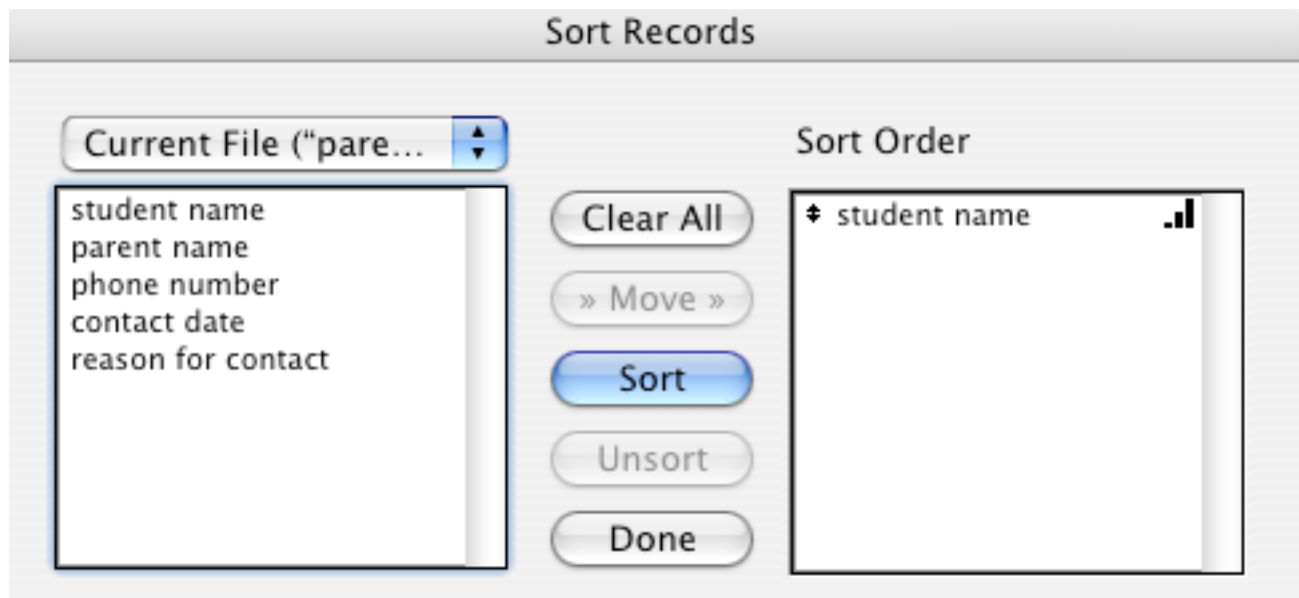 Sort Records
Current File (“pare...
student name
parent name
phone number
contact date
reason for contact
Clear All
» Move »
Sort
Unsort
Done
Sort Order
student name